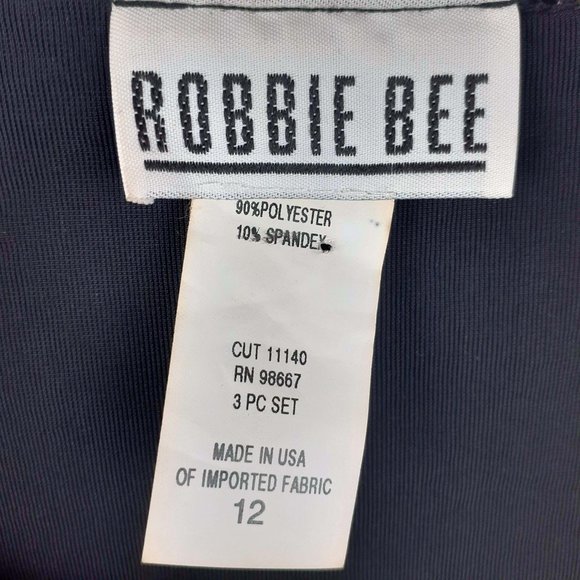 ROBBIE BEE
90%POLYESTER
10% SPANDEX
CUT 11140
RN 98667
3 PC SET
MADE IN USA
OF IMPORTED FABRIC
12